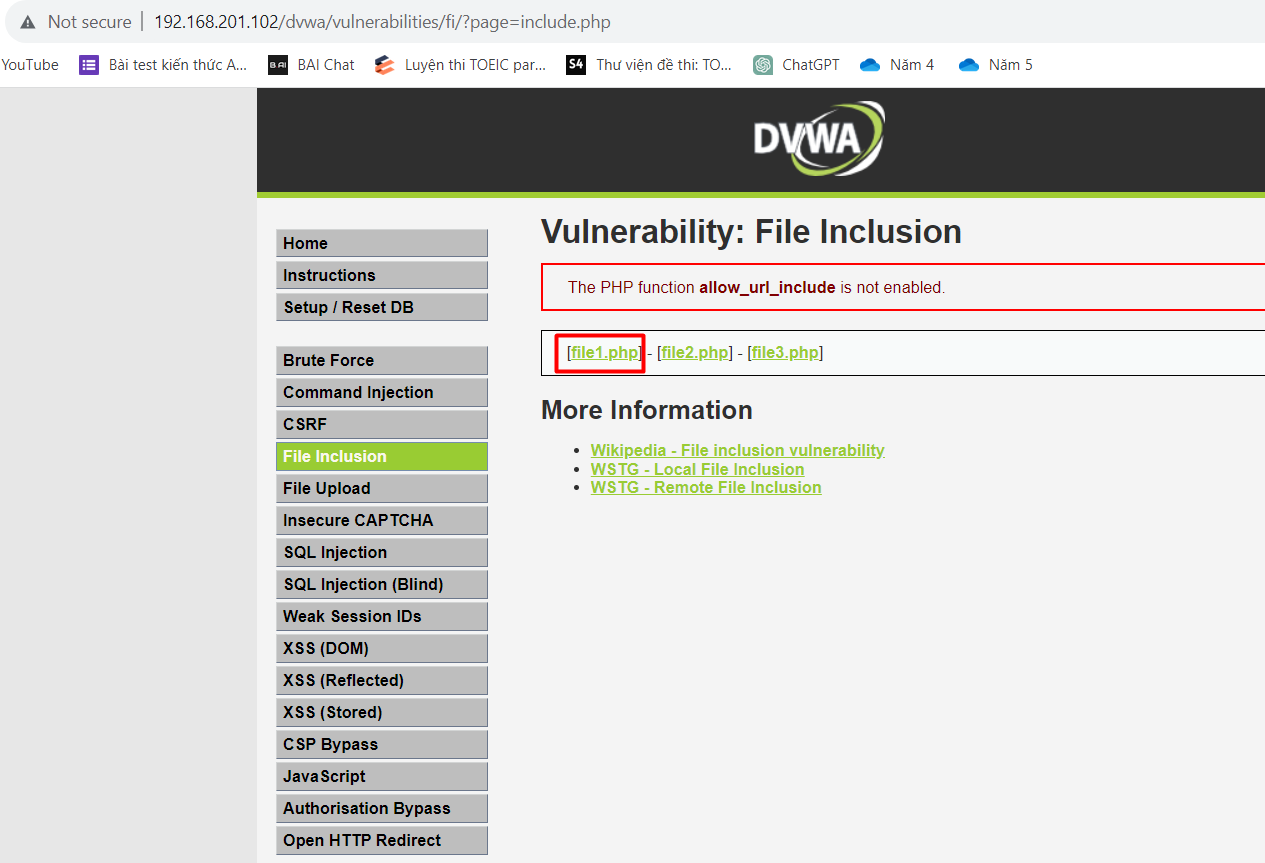 Not secure | 192.168.201.102/dvwa/vulnerabilities/fi/?page=include.php
YouTube Bài test kiến thức A... B AI BAI Chat Luyện thi TOEIC par... S4 Thư viện đề thi: TO... ChatGPT Năm 4 Năm 5
DVWA
Home
Instructions
Setup / Reset DB
Brute Force
Command Injection
CSRF
File Inclusion
File Upload
Insecure CAPTCHA
SQL Injection
SQL Injection (Blind)
Weak Session IDs
XSS (DOM)
XSS (Reflected)
XSS (Stored)
CSP Bypass
JavaScript
Authorisation Bypass
Open HTTP Redirect
Vulnerability: File Inclusion
The PHP function allow_url_include is not enabled.
[file1.php] - [file2.php] - [file3.php]
More Information
• Wikipedia - File inclusion vulnerability
• WSTG - Local File Inclusion
• WSTG - Remote File Inclusion